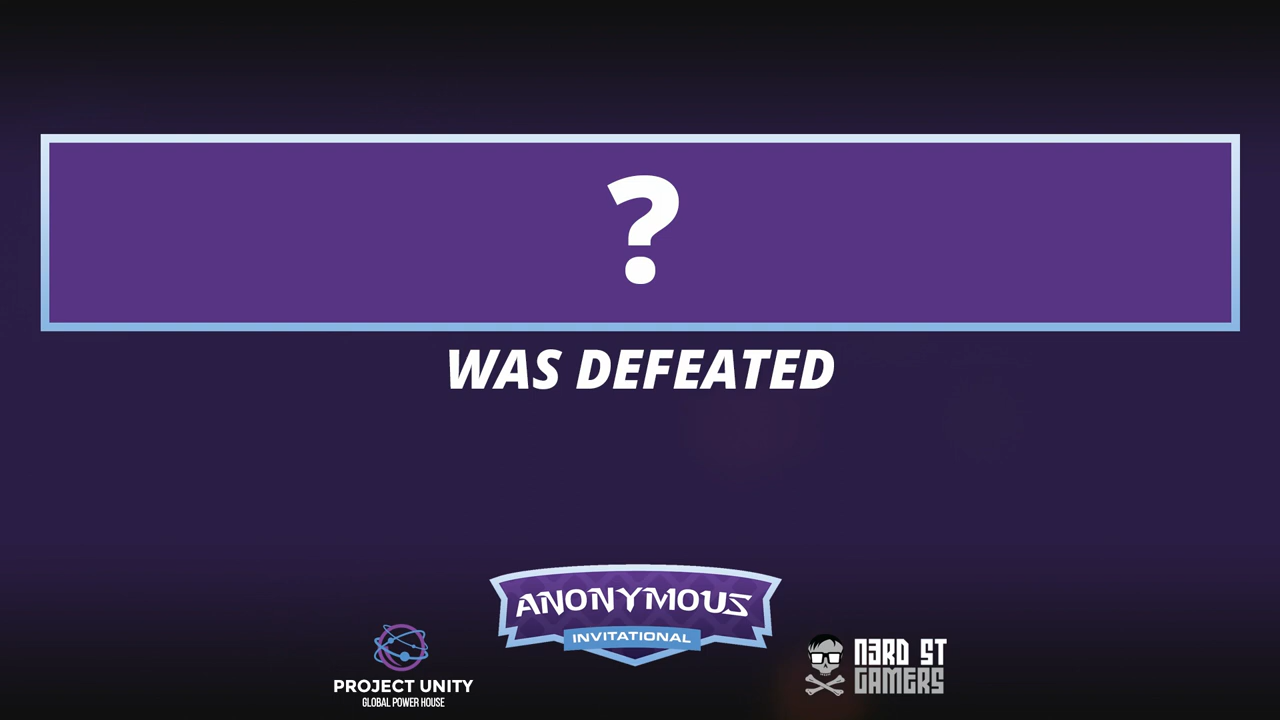 ?
WAS DEFEATED
ANONYMOUS
INVITATIONAL
PROJECT UNITY
GLOBAL POWER HOUSE
N3RD ST
GAMERS